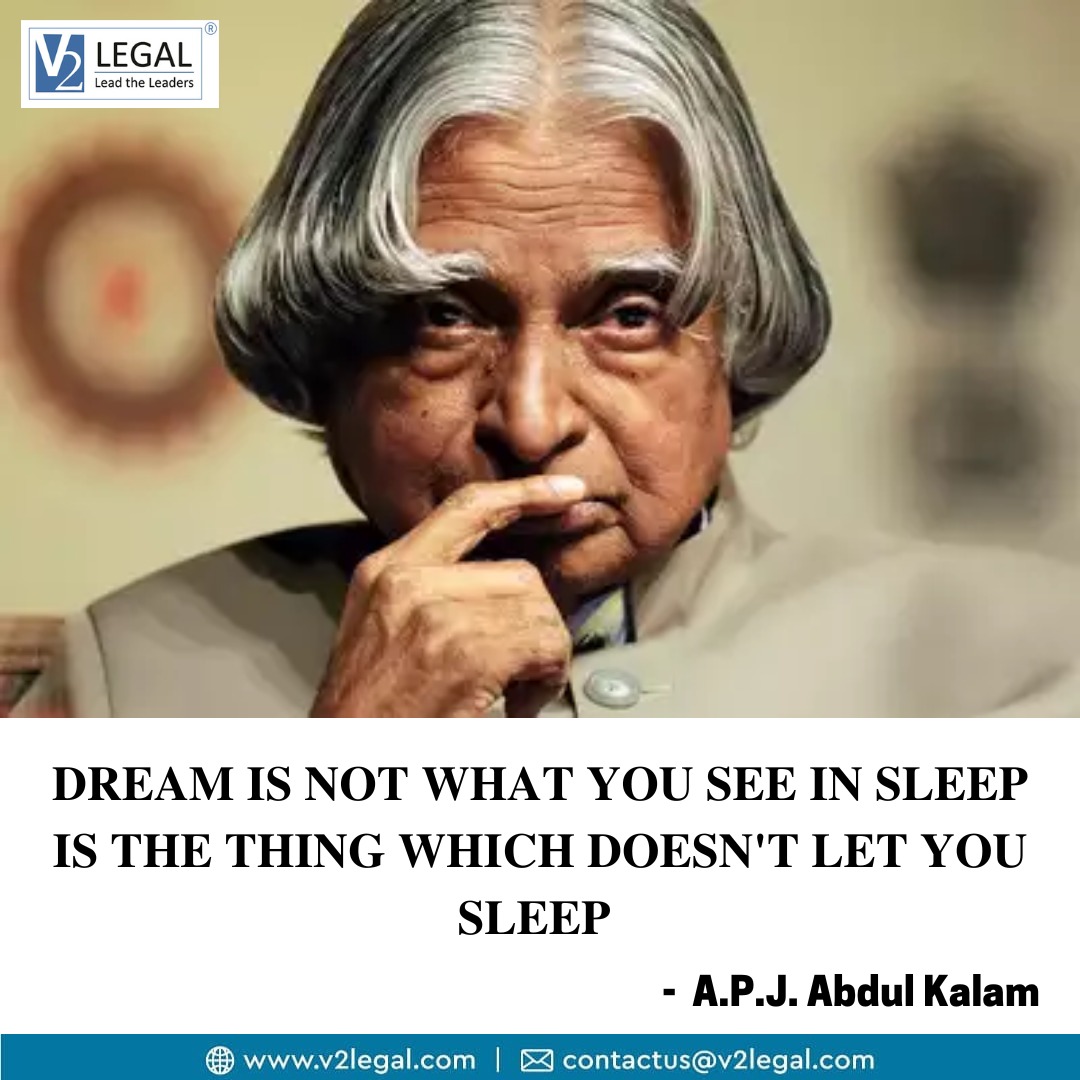 V2 LEGAL ®
Lead the Leaders
DREAM IS NOT WHAT YOU SEE IN SLEEP
IS THE THING WHICH DOESN'T LET YOU
SLEEP
- A.P.J. Abdul Kalam
www.v2legal.com | contactus@v2legal.com